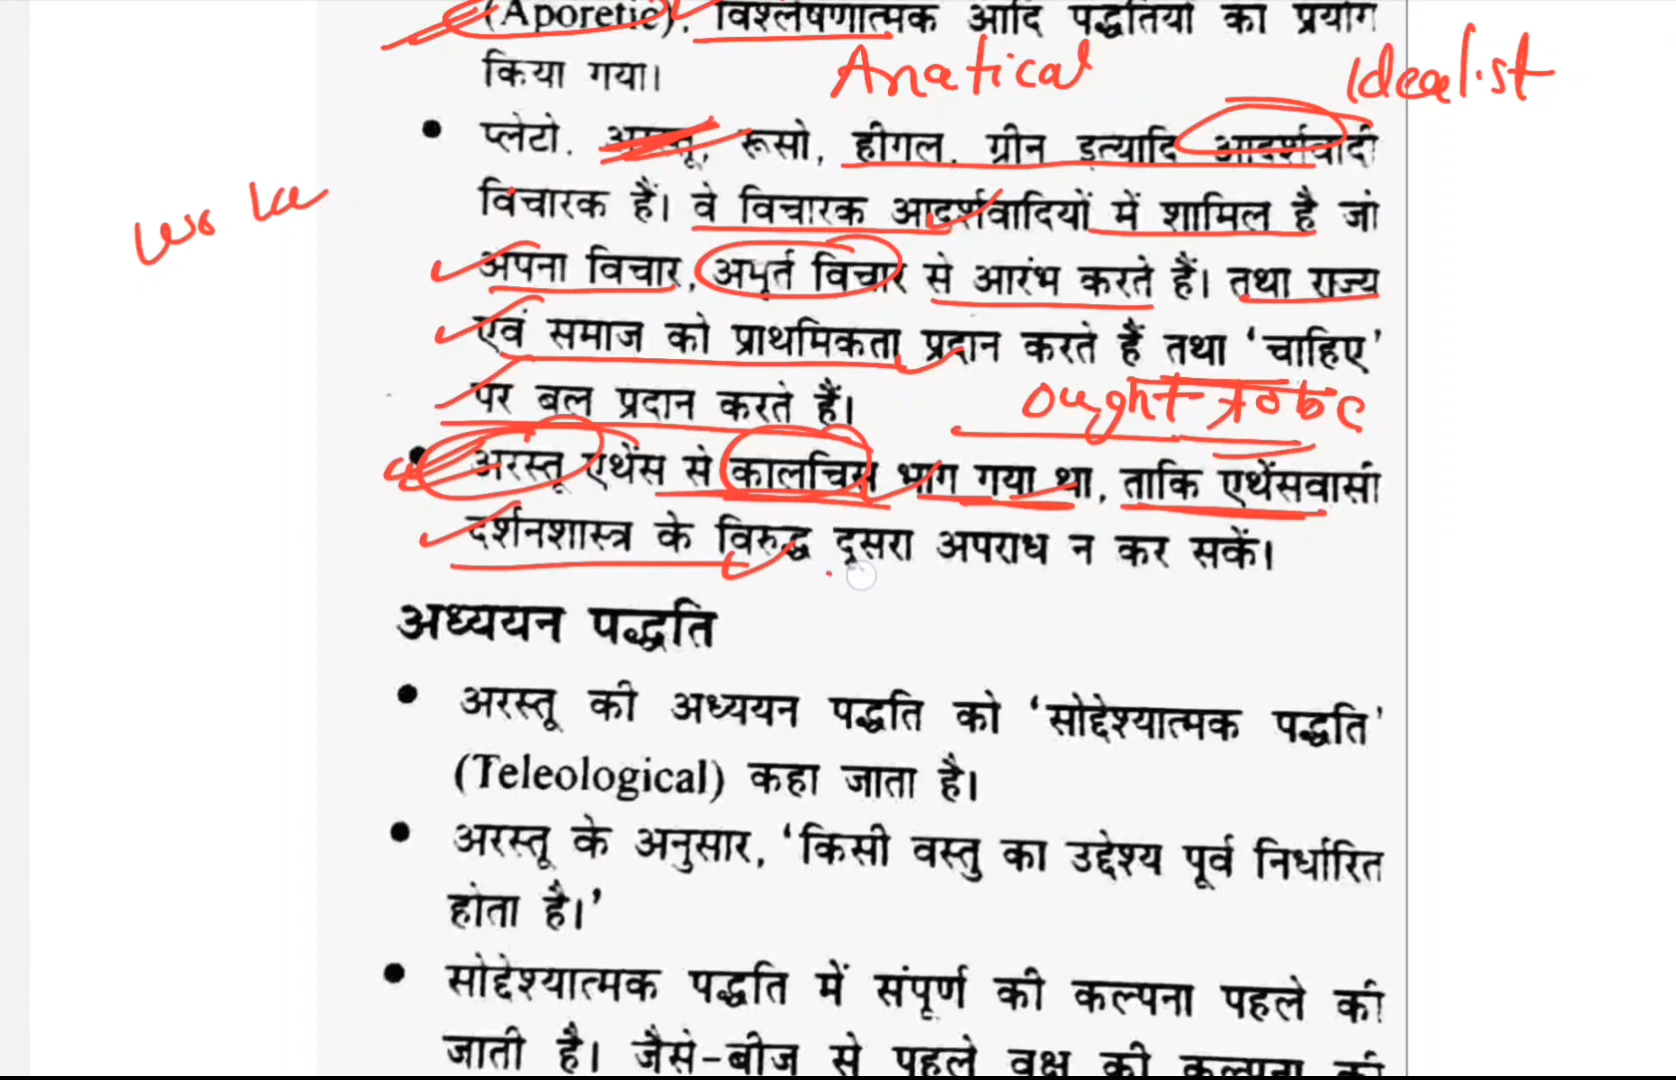 (Aporetic), विश्लेषणात्मक आदि पद्धतियों का प्रयोग
किया गया।
Anatical
Idealist
प्लेटो, अरस्तू, रूसो, हीगल, ग्रीन इत्यादि आदर्शवादी
विचारक हैं। वे विचारक आदर्शवादियों में शामिल है जो
अपना विचार, अमूर्त विचार से आरंभ करते हैं। तथा राज्य
एवं समाज को प्राथमिकता प्रदान करते हैं तथा 'चाहिए'
पर बल प्रदान करते हैं।
ought to be
अरस्तू एथेंस से कालचिस भाग गया था, ताकि एथेंसवासी
दर्शनशास्त्र के विरुद्ध दूसरा अपराध न कर सकें।
अध्ययन पद्धति
अरस्तू की अध्ययन पद्धति को 'सोद्देश्यात्मक पद्धति'
(Teleological) कहा जाता है।
अरस्तू के अनुसार, 'किसी वस्तु का उद्देश्य पूर्व निर्धारित
होता है।'
सोद्देश्यात्मक पद्धति में संपूर्ण की कल्पना पहले की
जाती है। जैसे-बीज से पहले वृक्ष की कल्पना की